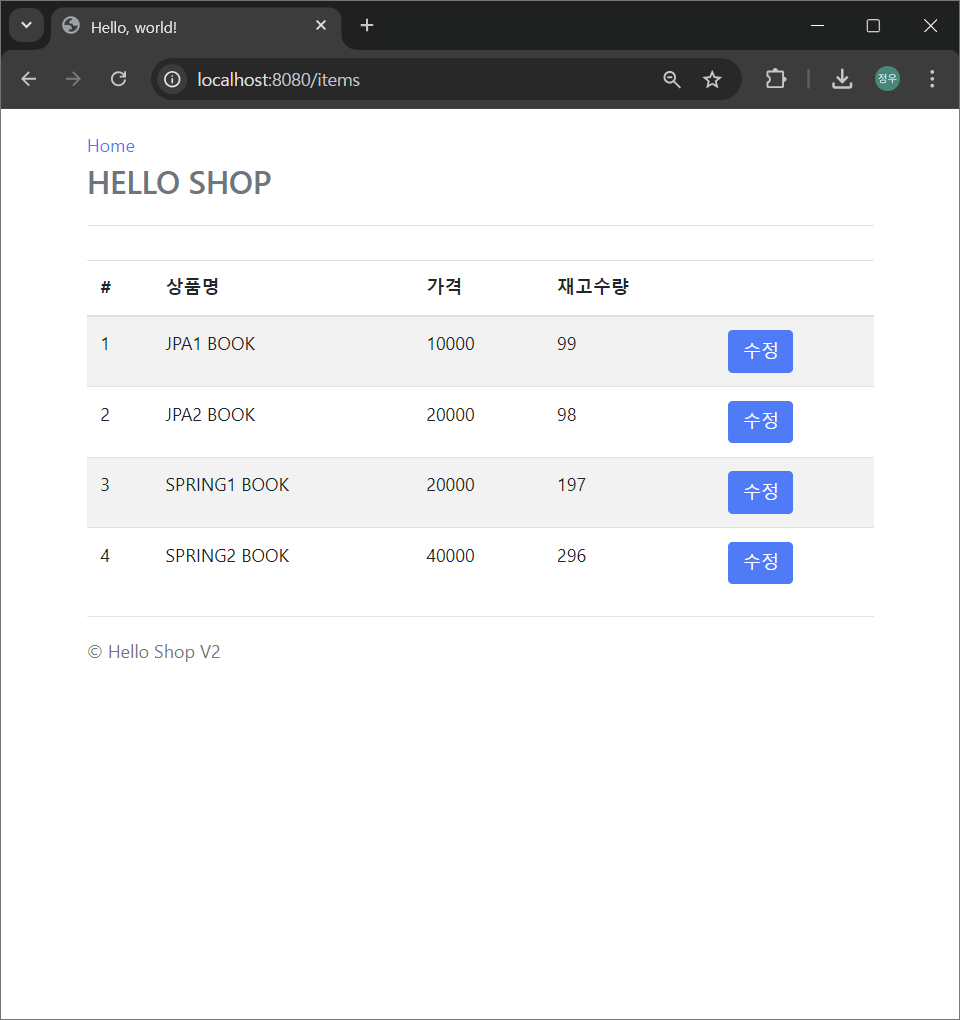 Hello, world!
localhost:8080/items
정우
Home
HELLO SHOP
# 상품명 가격 재고수량
1 JPA1 BOOK 10000 99 수정
2 JPA2 BOOK 20000 98 수정
3 SPRING1 BOOK 20000 197 수정
4 SPRING2 BOOK 40000 296 수정
© Hello Shop V2